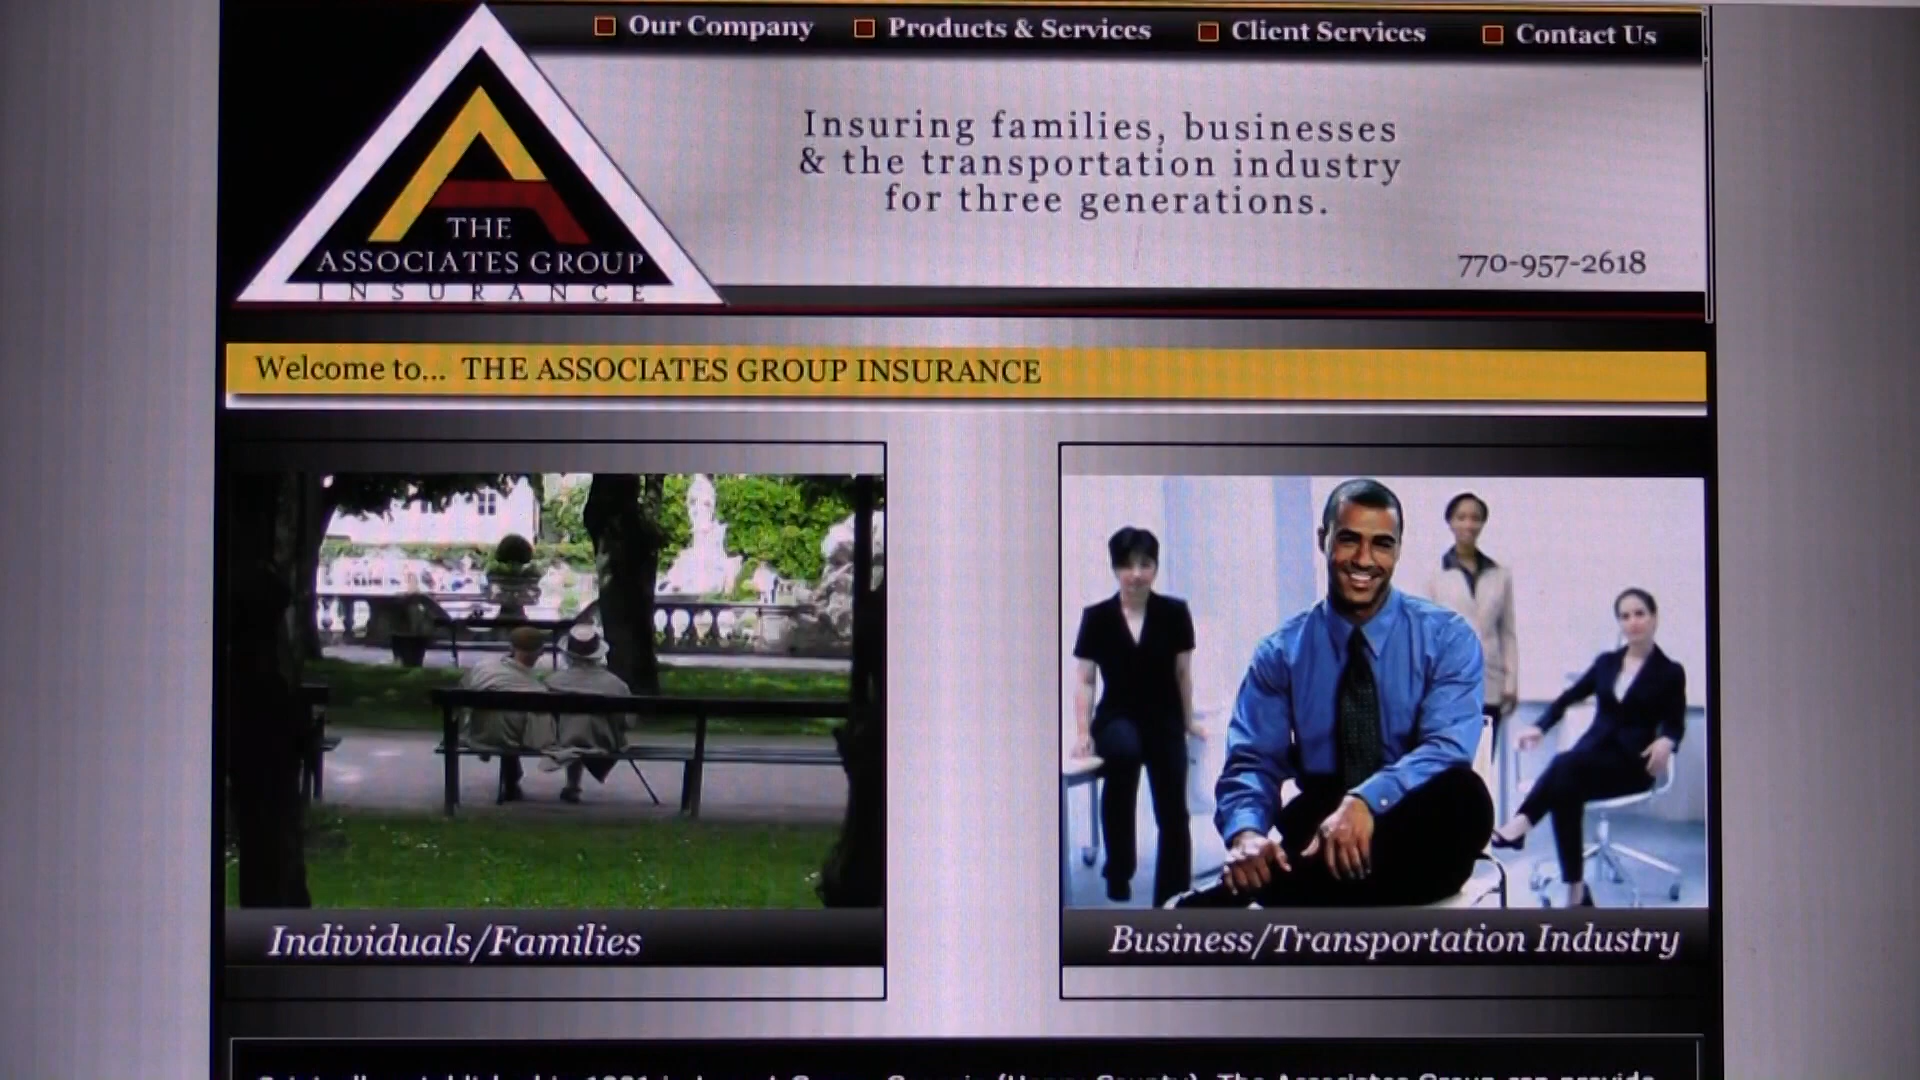 Our Company Products & Services Client Services Contact Us
Insuring families, businesses
& the transportation industry
for three generations.
THE
ASSOCIATES GROUP
INSURANCE
770-957-2618
Welcome to... THE ASSOCIATES GROUP INSURANCE
Individuals/Families
Business/Transportation Industry